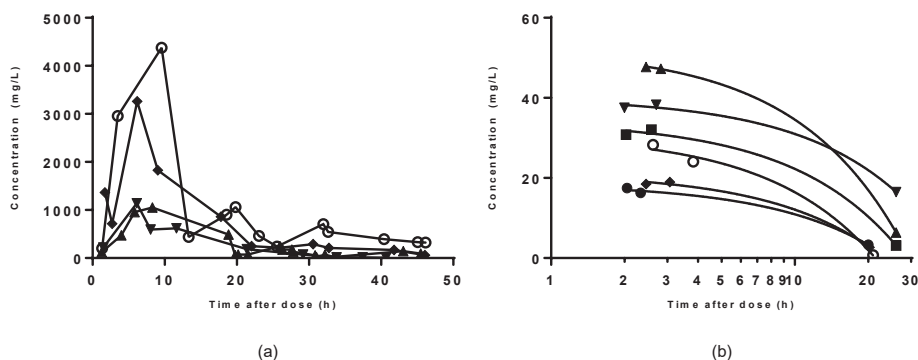 5000
4000
3000
2000
1000
0
Concentration (mg/L)
0 10 20 30 40 50
Time after dose (h)
(a)
60
40
20
0
Concentration (mg/L)
1 2 3 4 5 6 7 8 9 10 20 30
Time after dose (h)
(b)